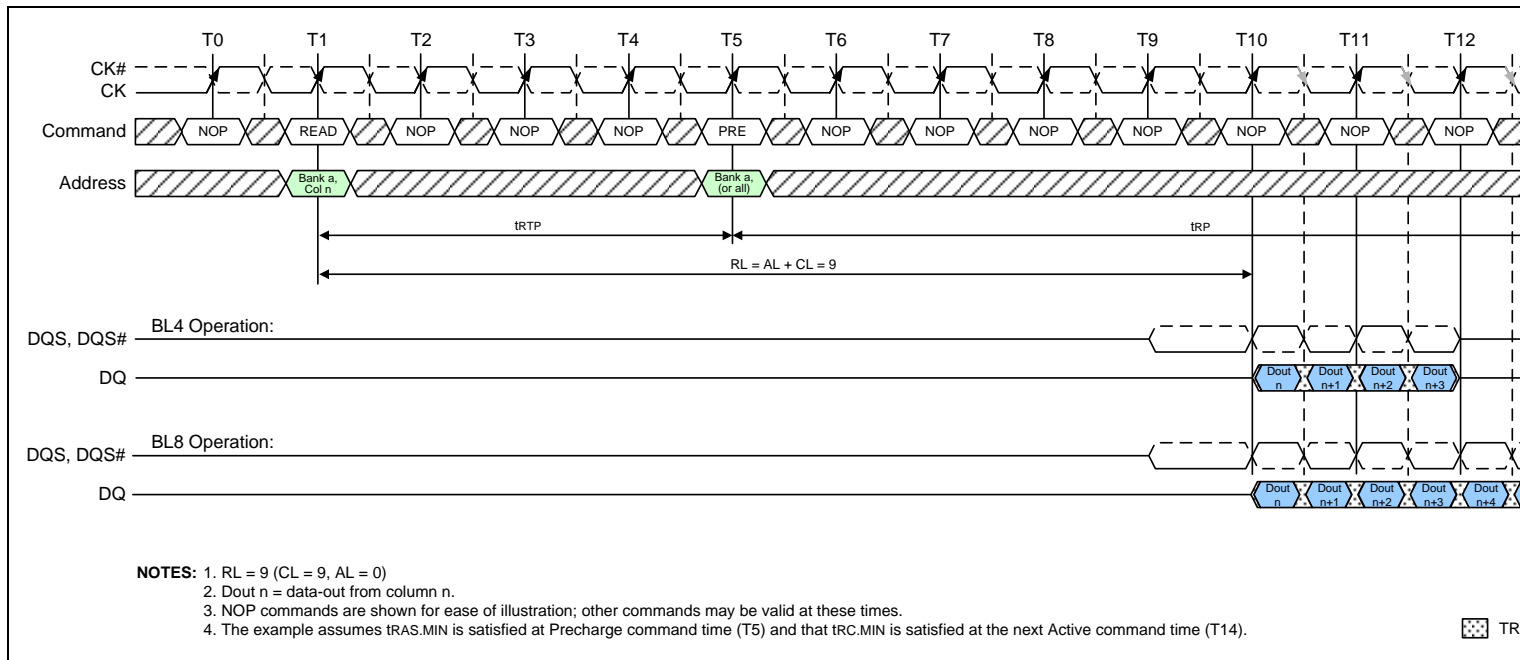 T0 T1 T2 T3 T4 T5 T6 T7 T8 T9 T10 T11 T12
CK#
CK
Command NOP READ NOP NOP NOP PRE NOP NOP NOP NOP NOP NOP NOP
Address Bank a, Col n Bank a, (or all)
tRTP tRP
RL = AL + CL = 9
BL4 Operation:
DQS, DQS#
DQ Dout n Dout n+1 Dout n+2 Dout n+3
BL8 Operation:
DQS, DQS#
DQ Dout n Dout n+1 Dout n+2 Dout n+3 Dout n+4
NOTES: 1. RL = 9 (CL = 9, AL = 0)
2. Dout n = data-out from column n.
3. NOP commands are shown for ease of illustration; other commands may be valid at these times.
4. The example assumes tRAS.MIN is satisfied at Precharge command time (T5) and that tRC.MIN is satisfied at the next Active command time (T14).
TR